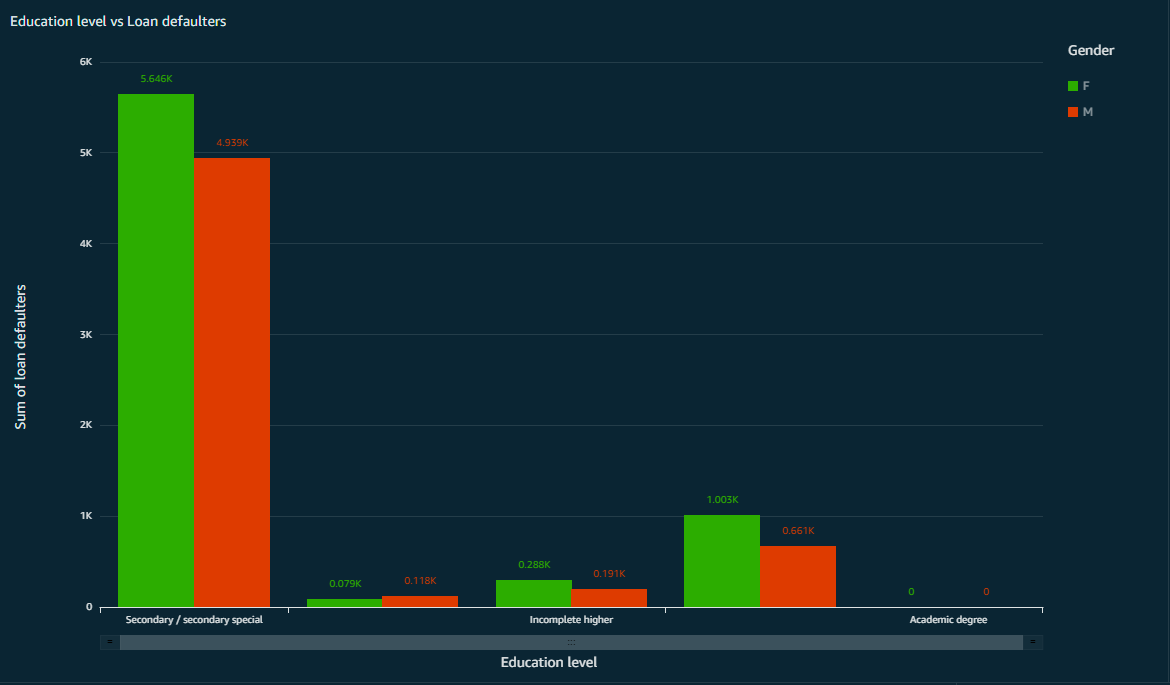 Education level vs Loan defaulters
Gender
F
M
Sum of loan defaulters
6K
5K
4K
3K
2K
1K
0
5.646K
4.939K
0.079K
0.118K
0.288K
0.191K
1.003K
0.661K
0
0
Secondary / secondary special
Incomplete higher
Academic degree
Education level